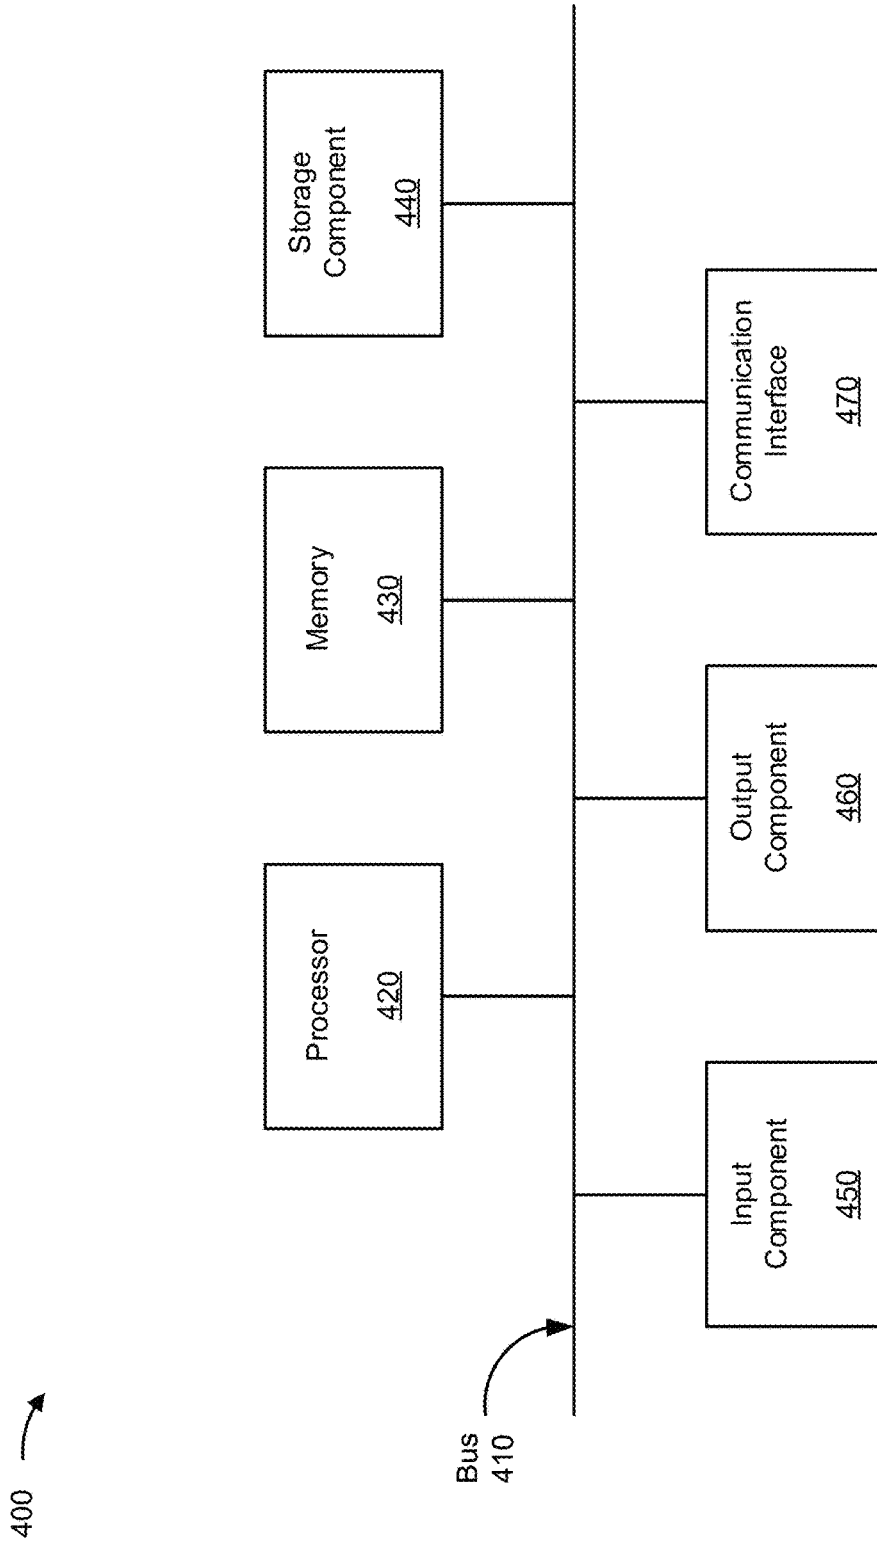 400
Bus
410
Processor
420
Memory
430
Storage
Component
440
Input
Component
450
Output
Component
460
Communication
Interface
470